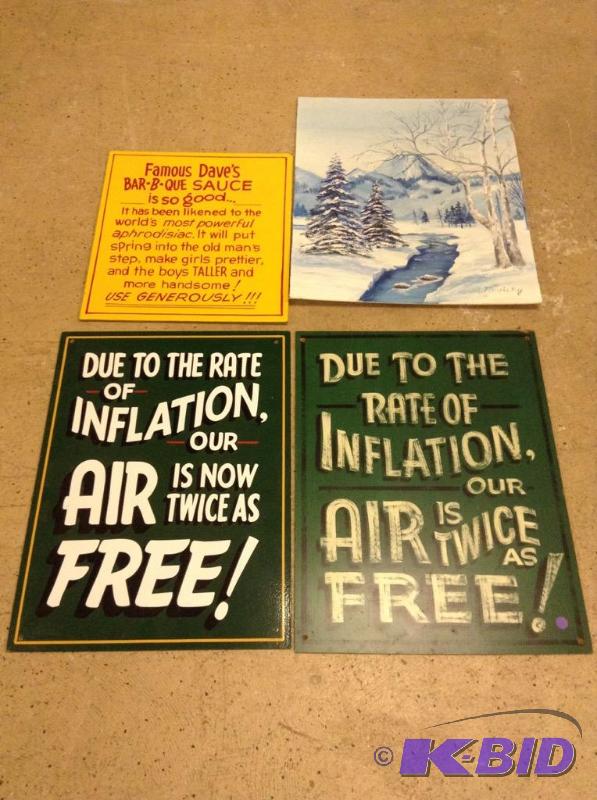 Famous Dave's
BAR-B-QUE SAUCE
is so good...
It has been likened to the
world's most powerful
aphrodisiac. It will put
spring into the old man's
step, make girls prettier,
and the boys TALLER and
more handsome!
USE GENEROUSLY!!!
DUE TO THE RATE
OF
INFLATION,
OUR
AIR IS NOW
TWICE AS
FREE!
DUE TO THE
RATE OF
INFLATION,
OUR
AIR IS
TWICE
AS
FREE!
© K-BID